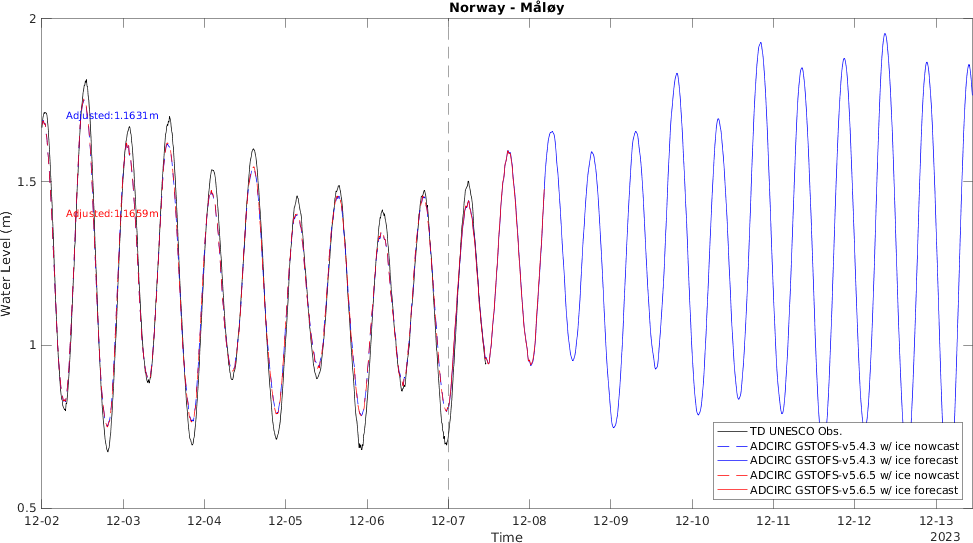 Norway - Måløy
2
1.5
1
0.5
Water Level (m)
Adjusted:1.1631m
Adjusted:1.1659m
TD UNESCO Obs.
ADCIRC GSTOFS-v5.4.3 w/ ice nowcast
ADCIRC GSTOFS-v5.4.3 w/ ice forecast
ADCIRC GSTOFS-v5.6.5 w/ ice nowcast
ADCIRC GSTOFS-v5.6.5 w/ ice forecast
12-02 12-03 12-04 12-05 12-06 12-07 12-08 12-09 12-10 12-11 12-12 12-13
Time
2023